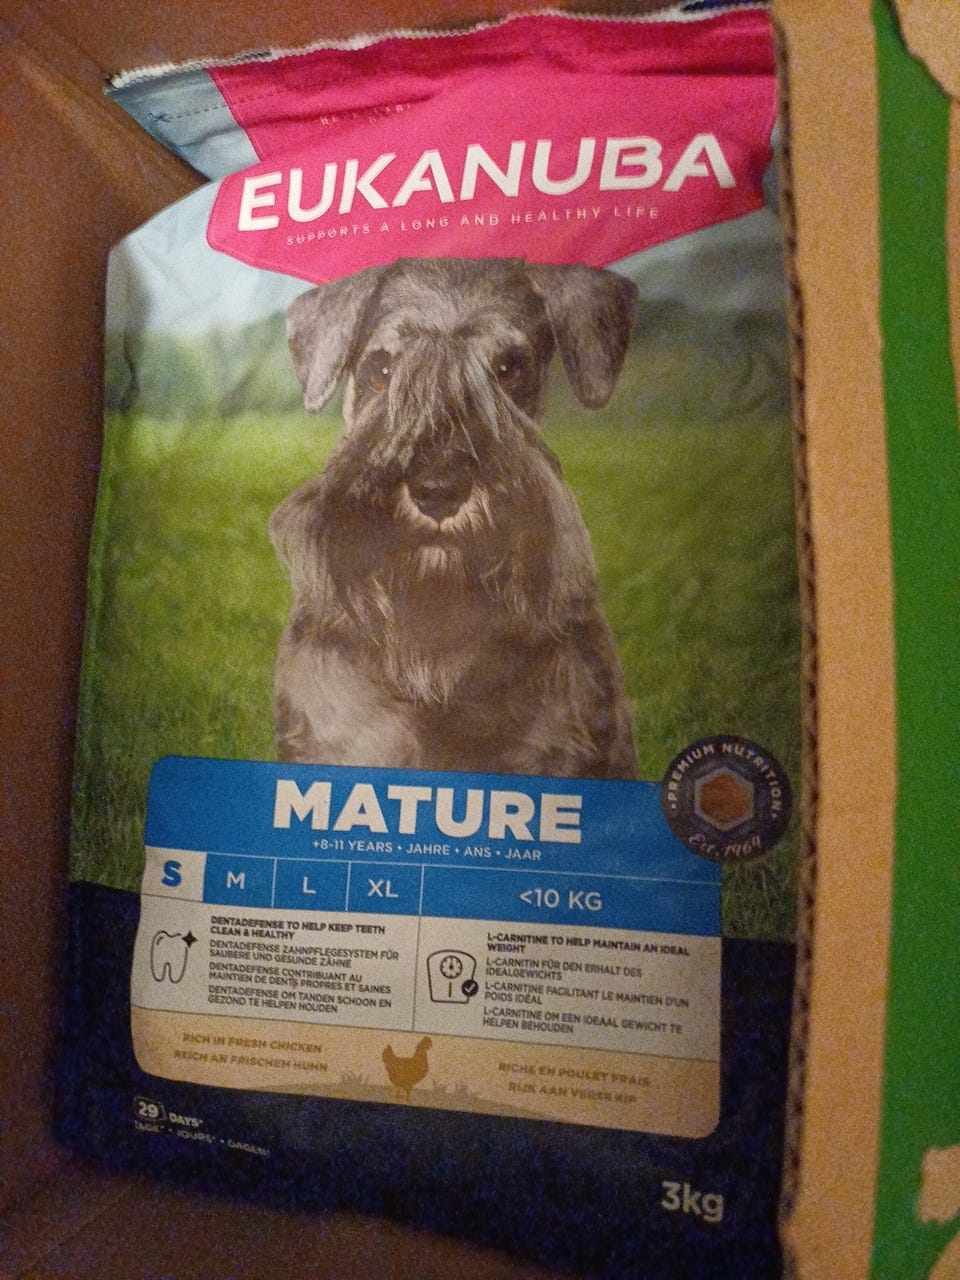 EUKANUBA
SUPPORTS A LONG AND HEALTHY LIFE
MATURE
+8-11 YEARS • JAHRE • ANS • JAAR
S M L XL <10 KG
• PREMIUM NUTRITION •
Est. 1969
DENTADEFENSE TO HELP KEEP TEETH
CLEAN & HEALTHY
DENTADEFENSE ZAHNPFLEGESYSTEM FÜR
SAUBERE UND GESUNDE ZÄHNE
DENTADEFENSE CONTRIBUANT AU
MAINTIEN DE DENTS PROPRES ET SAINES
DENTADEFENSE OM TANDEN SCHOON EN
GEZOND TE HELPEN HOUDEN
L-CARNITINE TO HELP MAINTAIN AN IDEAL
WEIGHT
L-CARNITIN FÜR DEN ERHALT DES
IDEALGEWICHTS
L-CARNITINE FACILITANT LE MAINTIEN D'UN
POIDS IDÉAL
L-CARNITINE OM EEN IDEAAL GEWICHT TE
HELPEN BEHOUDEN
RICH IN FRESH CHICKEN
REICH AN FRISCHEM HUHN
RICHE EN POULET FRAIS
RIJK AAN VERSE KIP
29 DAYS*
TAGE* • JOURS* • DAGEN*
3kg